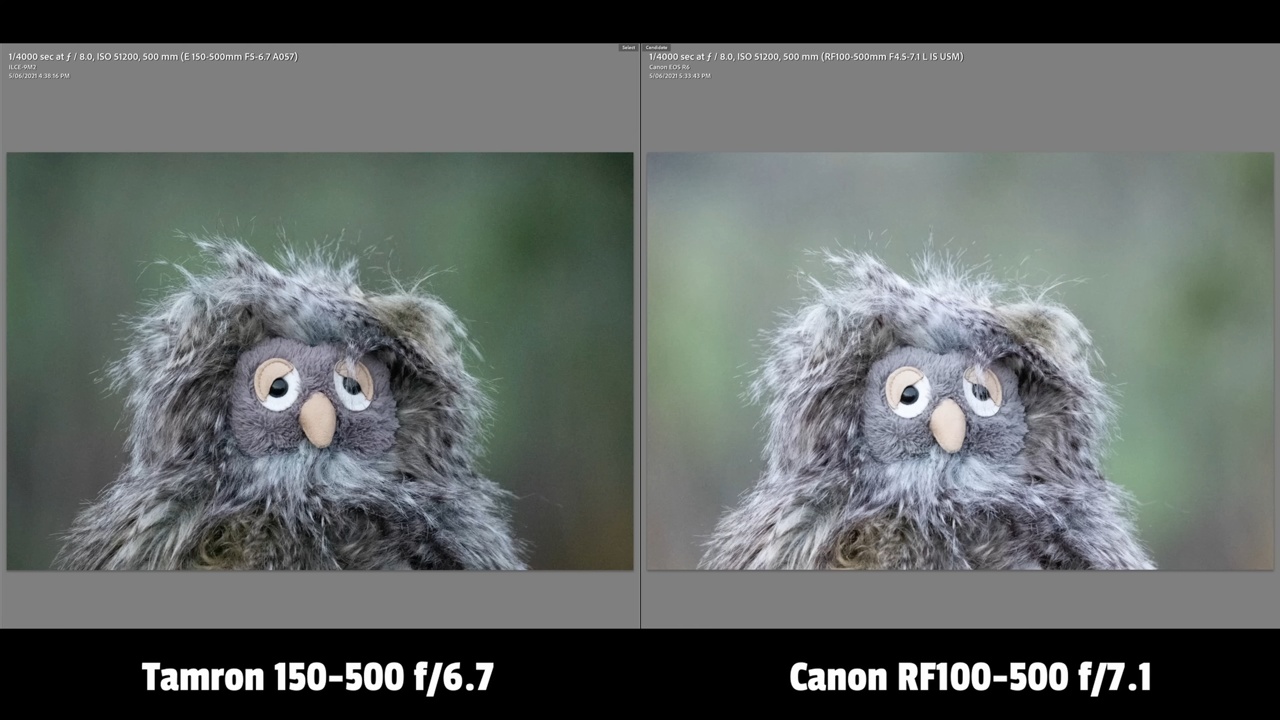 Select
Candidate
1/4000 sec at ƒ / 8.0, ISO 51200, 500 mm (E 150-500mm F5-6.7 A057)
ILCE-9M2
5/06/2021 4:38:16 PM
1/4000 sec at ƒ / 8.0, ISO 51200, 500 mm (RF100-500mm F4.5-7.1 L IS USM)
Canon EOS R6
5/06/2021 5:33:43 PM
Tamron 150-500 f/6.7
Canon RF100-500 f/7.1